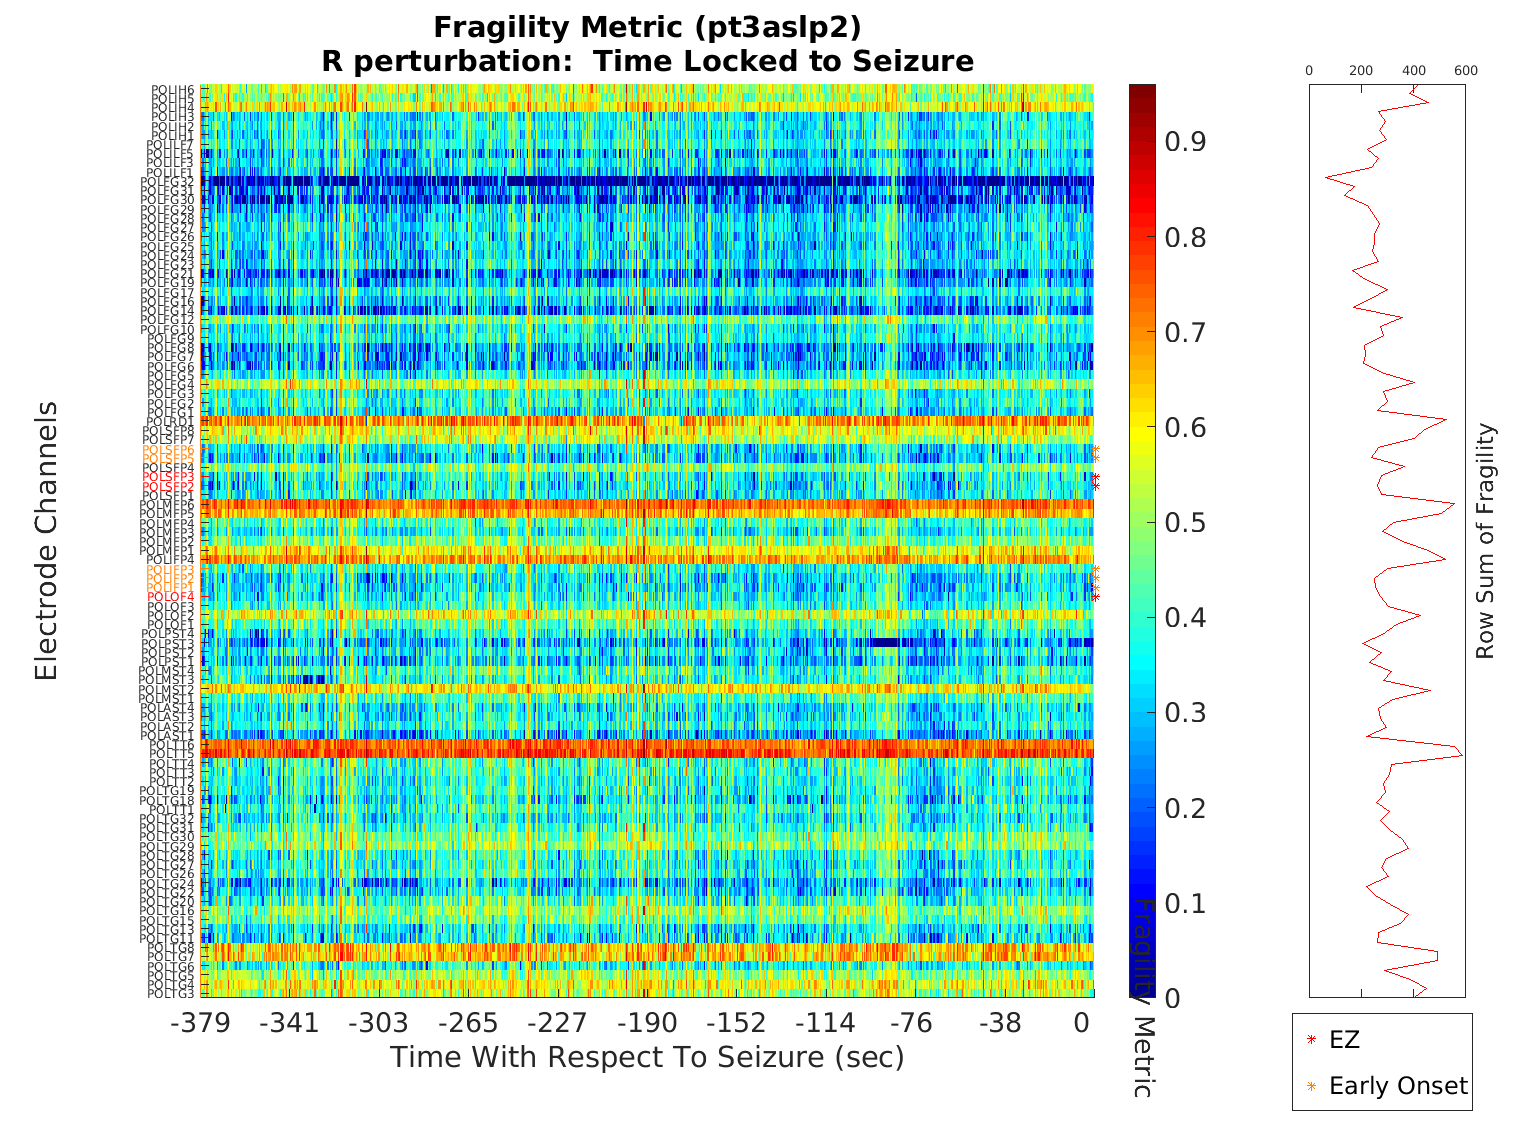 Fragility Metric (pt3aslp2)
R perturbation:  Time Locked to Seizure
Electrode Channels
POLIH6
POLIH5
POLIH4
POLIH3
POLIH2
POLIH1
POLILF7
POLILF5
POLILF3
POLILF1
POLFG32
POLFG31
POLFG30
POLFG29
POLFG28
POLFG27
POLFG26
POLFG25
POLFG24
POLFG23
POLFG21
POLFG19
POLFG17
POLFG16
POLFG14
POLFG12
POLFG10
POLFG9
POLFG8
POLFG7
POLFG6
POLFG5
POLFG4
POLFG3
POLFG2
POLFG1
POLRD1
POLSFP8
POLSFP7
POLSFP6
POLSFP5
POLSFP4
POLSFP3
POLSFP2
POLSFP1
POLMFP6
POLMFP5
POLMFP4
POLMFP3
POLMFP2
POLMFP1
POLIFP4
POLIFP3
POLIFP2
POLIFP1
POLOF4
POLOF3
POLOF2
POLOF1
POLPST4
POLPST3
POLPST2
POLPST1
POLMST4
POLMST3
POLMST2
POLMST1
POLAST4
POLAST3
POLAST2
POLAST1
POLTT6
POLTT5
POLTT4
POLTT3
POLTT2
POLTG19
POLTG18
POLTT1
POLTG32
POLTG31
POLTG30
POLTG29
POLTG28
POLTG27
POLTG26
POLTG24
POLTG22
POLTG20
POLTG16
POLTG15
POLTG13
POLTG11
POLTG8
POLTG7
POLTG6
POLTG5
POLTG4
POLTG3
-379 -341 -303 -265 -227 -190 -152 -114 -76 -38 0
Time With Respect To Seizure (sec)
0.9
0.8
0.7
0.6
0.5
0.4
0.3
0.2
0.1
0
Fragility Metric
0 200 400 600
Row Sum of Fragility
EZ
Early Onset